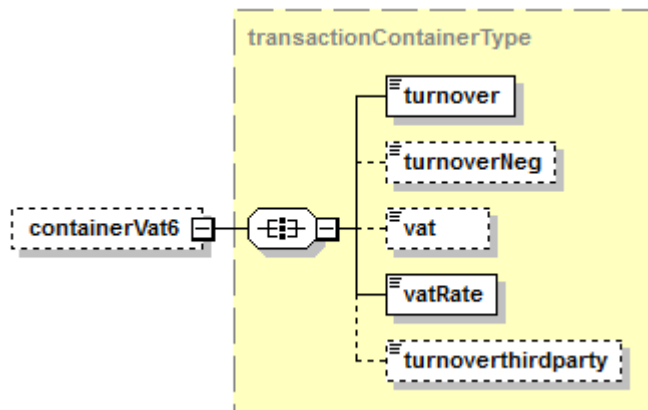 transactionContainerType
turnover
turnoverNeg
containerVat6
vat
vatRate
turnoverthirdparty